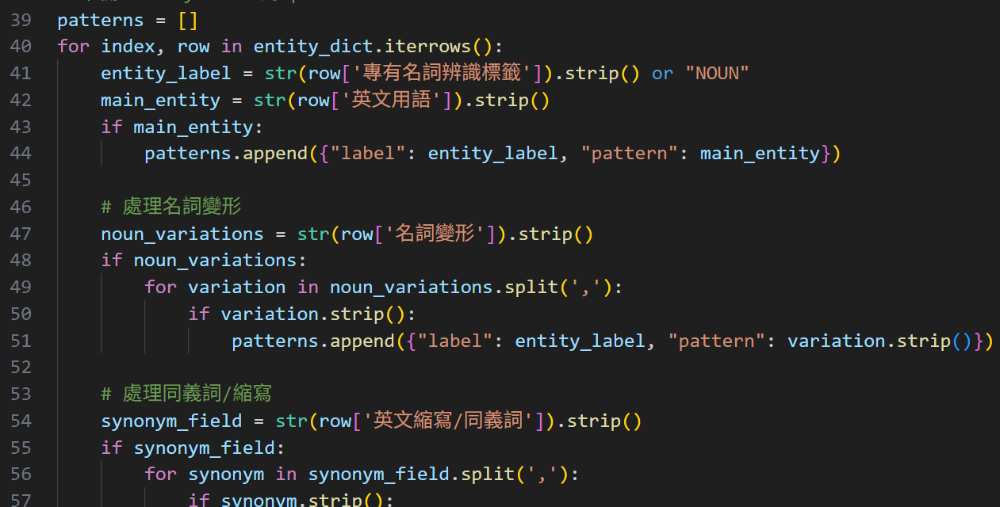 39 patterns = []
40 for index, row in entity_dict.iterrows():
41     entity_label = str(row['專有名詞辨識標籤']).strip() or "NOUN"
42     main_entity = str(row['英文用語']).strip()
43     if main_entity:
44         patterns.append({"label": entity_label, "pattern": main_entity})
45
46     # 處理名詞變形
47     noun_variations = str(row['名詞變形']).strip()
48     if noun_variations:
49         for variation in noun_variations.split(','):
50             if variation.strip():
51                 patterns.append({"label": entity_label, "pattern": variation.strip()})
52
53     # 處理同義詞/縮寫
54     synonym_field = str(row['英文縮寫/同義詞']).strip()
55     if synonym_field:
56         for synonym in synonym_field.split(','):
57             if synonym.strip():